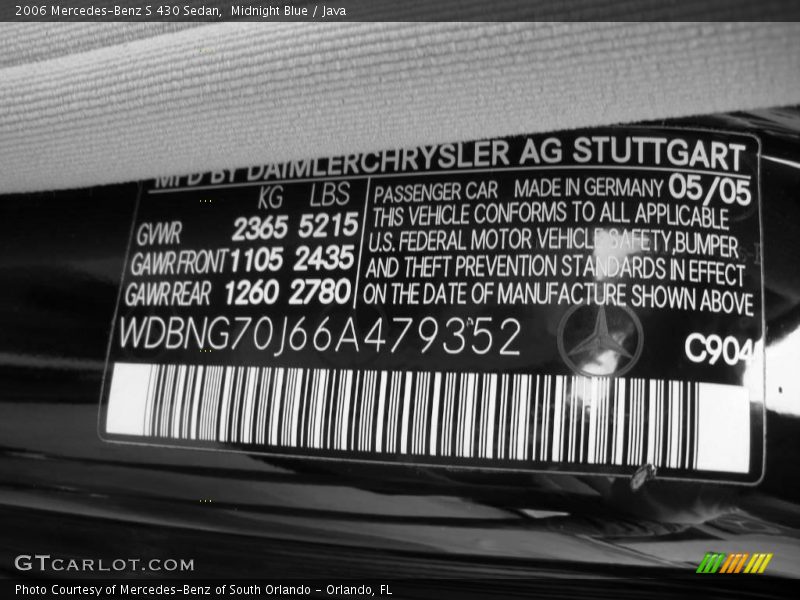 2006 Mercedes-Benz S 430 Sedan,  Midnight Blue / Java
MFD BY DAIMLERCHRYSLER AG STUTTGART
KG LBS
GVWR 2365 5215
GAWR FRONT 1105 2435
GAWR REAR 1260 2780
PASSENGER CAR MADE IN GERMANY 05/05
THIS VEHICLE CONFORMS TO ALL APPLICABLE
U.S. FEDERAL MOTOR VEHICLE SAFETY,BUMPER
AND THEFT PREVENTION STANDARDS IN EFFECT
ON THE DATE OF MANUFACTURE SHOWN ABOVE
WDBNG70J66A479352
C904
GTCARLOT.COM
Photo Courtesy of Mercedes-Benz of South Orlando - Orlando, FL